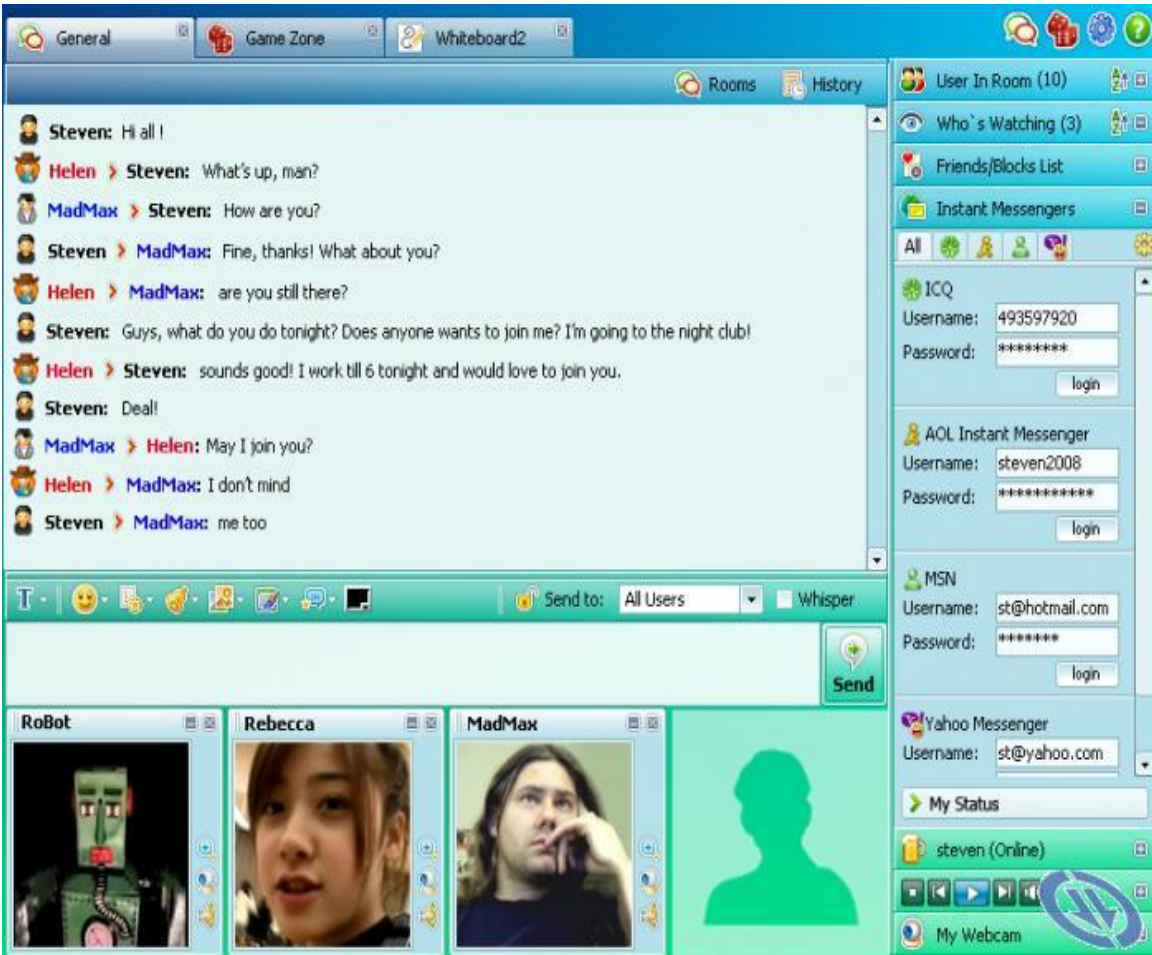 General
Game Zone
Whiteboard2
Rooms
History
Steven: Hi all !
Helen > Steven: What's up, man?
MadMax > Steven: How are you?
Steven > MadMax: Fine, thanks! What about you?
Helen > MadMax: are you still there?
Steven: Guys, what do you do tonight? Does anyone wants to join me? I'm going to the night club!
Helen > Steven: sounds good! I work till 6 tonight and would love to join you.
Steven: Deal!
MadMax > Helen: May I join you?
Helen > MadMax: I don't mind
Steven > MadMax: me too
T
Send to: All Users
Whisper
Send
RoBot
Rebecca
MadMax
User In Room (10)
Who`s Watching (3)
Friends/Blocks List
Instant Messengers
All
ICQ
Username: 493597920
Password: ********
login
AOL Instant Messenger
Username: steven2008
Password: ***********
login
MSN
Username: st@hotmail.com
Password: *******
login
Yahoo Messenger
Username: st@yahoo.com
My Status
steven (Online)
My Webcam